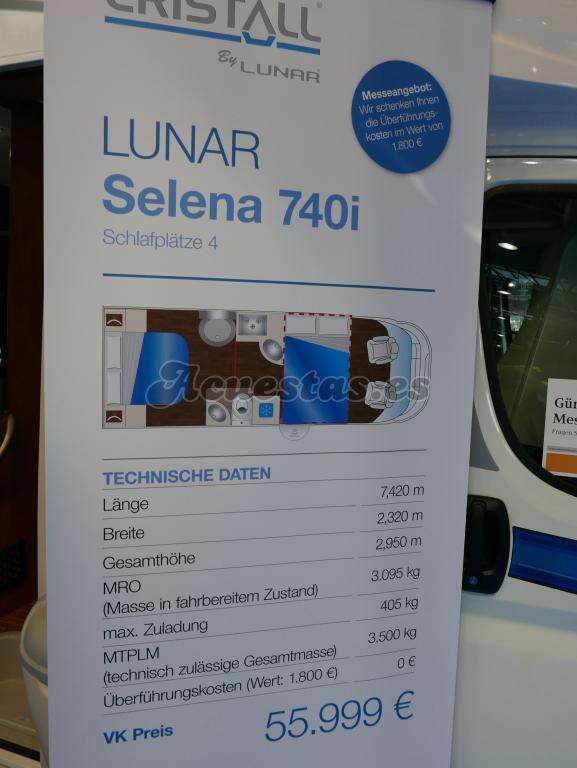 CRISTALL
By LUNAR
Messeangebot:
Wir schenken Ihnen
die Überführungs-
kosten im Wert von
1.800 €
LUNAR
Selena 740i
Schlafplätze 4
Acuestas.es
TECHNISCHE DATEN
Länge 7,420 m
Breite 2,320 m
Gesamthöhe 2,950 m
MRO
(Masse in fahrbereitem Zustand) 3.095 kg
max. Zuladung 405 kg
MTPLM
(technisch zulässige Gesamtmasse) 3,500 kg
Überführungskosten (Wert: 1.800 €) 0 €
VK Preis 55.999 €